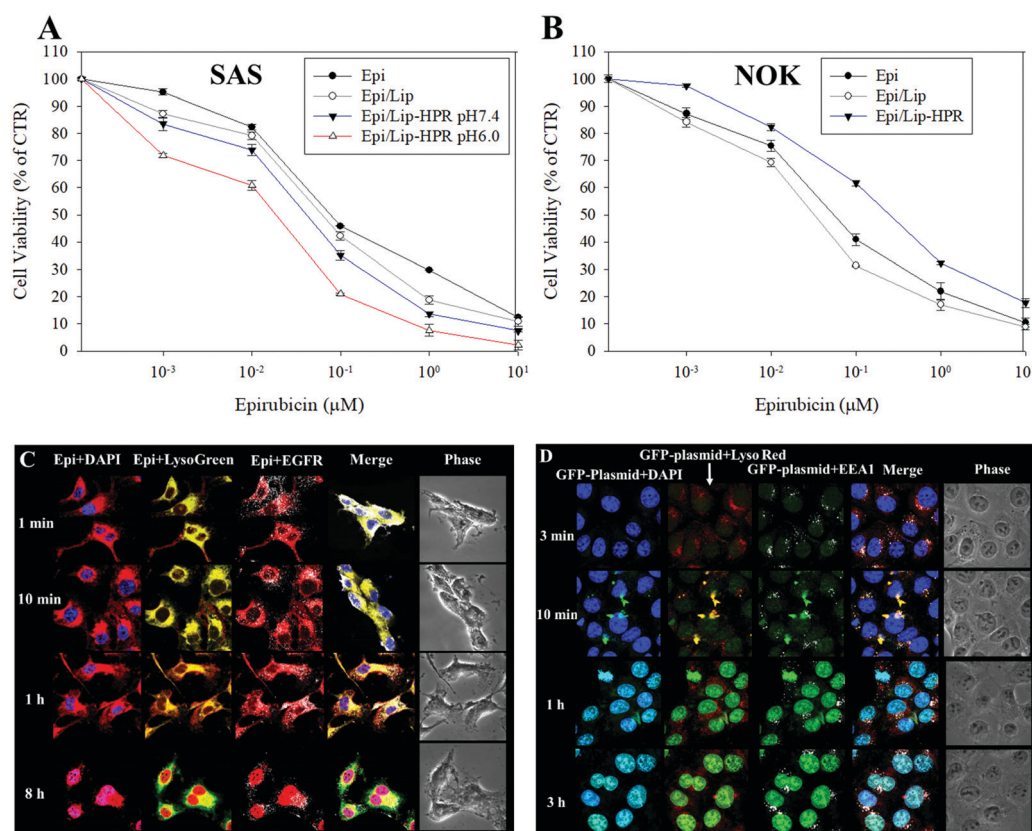 A
SAS
Cell Viability (% of CTR)
110
100
90
80
70
60
50
40
30
20
10
0
Epi
Epi/Lip
Epi/Lip-HPR pH7.4
Epi/Lip-HPR pH6.0
10⁻³ 10⁻² 10⁻¹ 10⁰ 10¹
Epirubicin (µM)
B
NOK
Cell Viability (% of CTR)
110
100
90
80
70
60
50
40
30
20
10
0
Epi
Epi/Lip
Epi/Lip-HPR
10⁻³ 10⁻² 10⁻¹ 10⁰ 10
Epirubicin (µM)
C
Epi+DAPI Epi+LysoGreen Epi+EGFR Merge Phase
1 min
10 min
1 h
8 h
D
GFP-plasmid+Lyso Red
GFP-Plasmid+DAPI GFP-plasmid+EEA1 Merge Phase
3 min
10 min
1 h
3 h